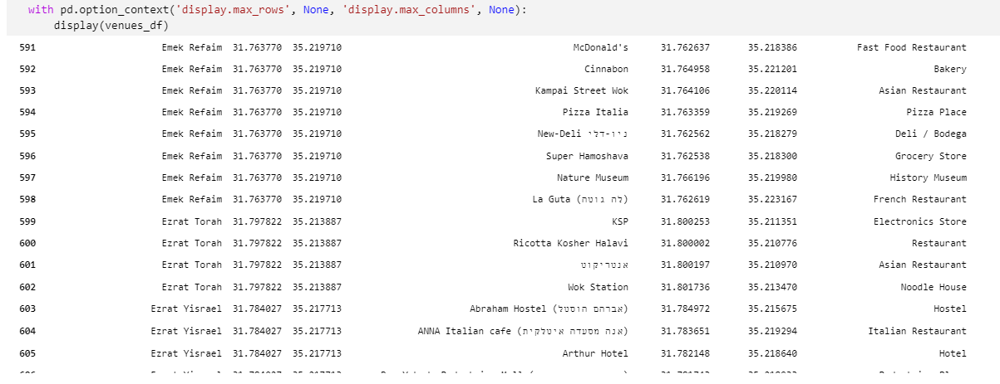 with pd.option_context('display.max_rows', None, 'display.max_columns', None):
display(venues_df)
591 Emek Refaim 31.763770 35.219710 McDonald's 31.762637 35.218386 Fast Food Restaurant
592 Emek Refaim 31.763770 35.219710 Cinnabon 31.764958 35.221201 Bakery
593 Emek Refaim 31.763770 35.219710 Kampai Street Wok 31.764106 35.220114 Asian Restaurant
594 Emek Refaim 31.763770 35.219710 Pizza Italia 31.763359 35.219269 Pizza Place
595 Emek Refaim 31.763770 35.219710 New-Deli ניו-דלי 31.762562 35.218279 Deli / Bodega
596 Emek Refaim 31.763770 35.219710 Super Hamoshava 31.762538 35.218300 Grocery Store
597 Emek Refaim 31.763770 35.219710 Nature Museum 31.766196 35.219980 History Museum
598 Emek Refaim 31.763770 35.219710 La Guta (לה גוטה) 31.762619 35.223167 French Restaurant
599 Ezrat Torah 31.797822 35.213887 KSP 31.800253 35.211351 Electronics Store
600 Ezrat Torah 31.797822 35.213887 Ricotta Kosher Halavi 31.800002 35.210776 Restaurant
601 Ezrat Torah 31.797822 35.213887 אנטריקוט 31.800197 35.210970 Asian Restaurant
602 Ezrat Torah 31.797822 35.213887 Wok Station 31.801736 35.213470 Noodle House
603 Ezrat Yisrael 31.784027 35.217713 Abraham Hostel (אברהם הוסטל) 31.784972 35.215675 Hostel
604 Ezrat Yisrael 31.784027 35.217713 ANNA Italian cafe (אנה מסעדה איטלקית) 31.783651 35.219294 Italian Restaurant
605 Ezrat Yisrael 31.784027 35.217713 Arthur Hotel 31.782148 35.218640 Hotel